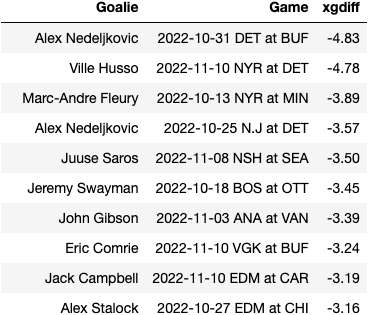 Goalie Game xgdiff
Alex Nedeljkovic 2022-10-31 DET at BUF -4.83
Ville Husso 2022-11-10 NYR at DET -4.78
Marc-Andre Fleury 2022-10-13 NYR at MIN -3.89
Alex Nedeljkovic 2022-10-25 N.J at DET -3.57
Juuse Saros 2022-11-08 NSH at SEA -3.50
Jeremy Swayman 2022-10-18 BOS at OTT -3.45
John Gibson 2022-11-03 ANA at VAN -3.39
Eric Comrie 2022-11-10 VGK at BUF -3.24
Jack Campbell 2022-11-10 EDM at CAR -3.19
Alex Stalock 2022-10-27 EDM at CHI -3.16